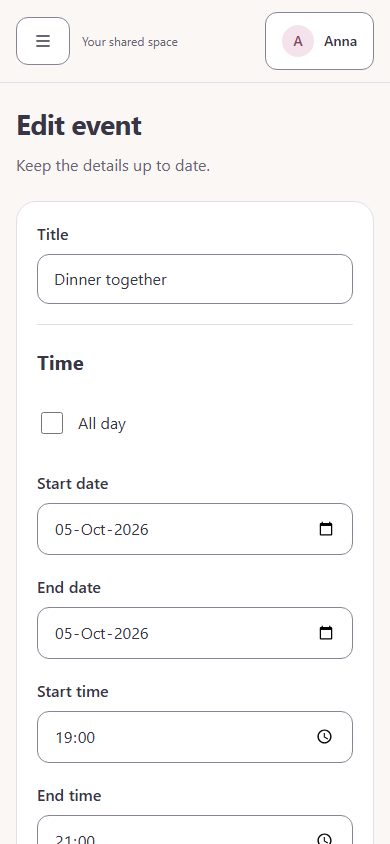 Your shared space
A
Anna
Edit event
Keep the details up to date.
Title
Dinner together
Time
All day
Start date
05-Oct-2026
End date
05-Oct-2026
Start time
19:00
End time
21:00